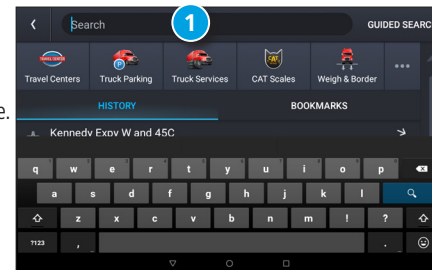 Search
1
GUIDED SEARC
Travel Centers Truck Parking Truck Services CAT Scales Weigh & Border
HISTORY BOOKMARKS
e.
Kennedy Expy W and 45C
q w e r t y u i o p
a s d f g h j k l
z x c v b n m ! ?
?123 , .